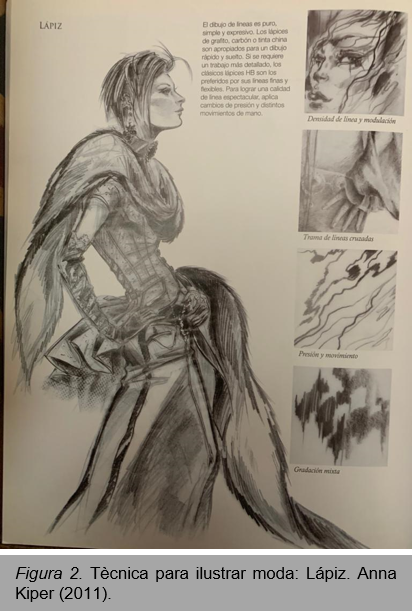 LÁPIZ
El dibujo de líneas es puro,
simple y expresivo. Los lápices
de grafito, carbón o tinta china
son apropiados para un dibujo
rápido y suelto. Si se requiere
un trabajo más detallado, los
clásicos lápices HB son los
preferidos por sus líneas finas y
flexibles. Para lograr una calidad
de línea espectacular, aplica
cambios de presión y distintos
movimientos de mano.
Densidad de línea y modulación
Trama de líneas cruzadas
Presión y movimiento
Gradación mixta
Figura 2. Tècnica para ilustrar moda: Lápiz. Anna
Kiper (2011).